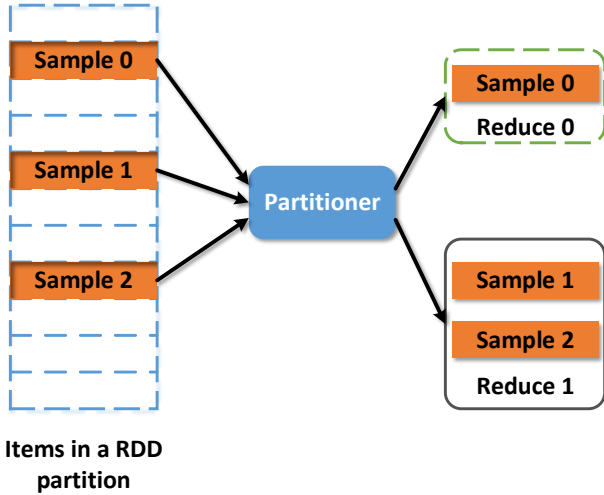 Sample 0
Sample 1
Sample 2
Items in a RDD
partition
Partitioner
Sample 0
Reduce 0
Sample 1
Sample 2
Reduce 1